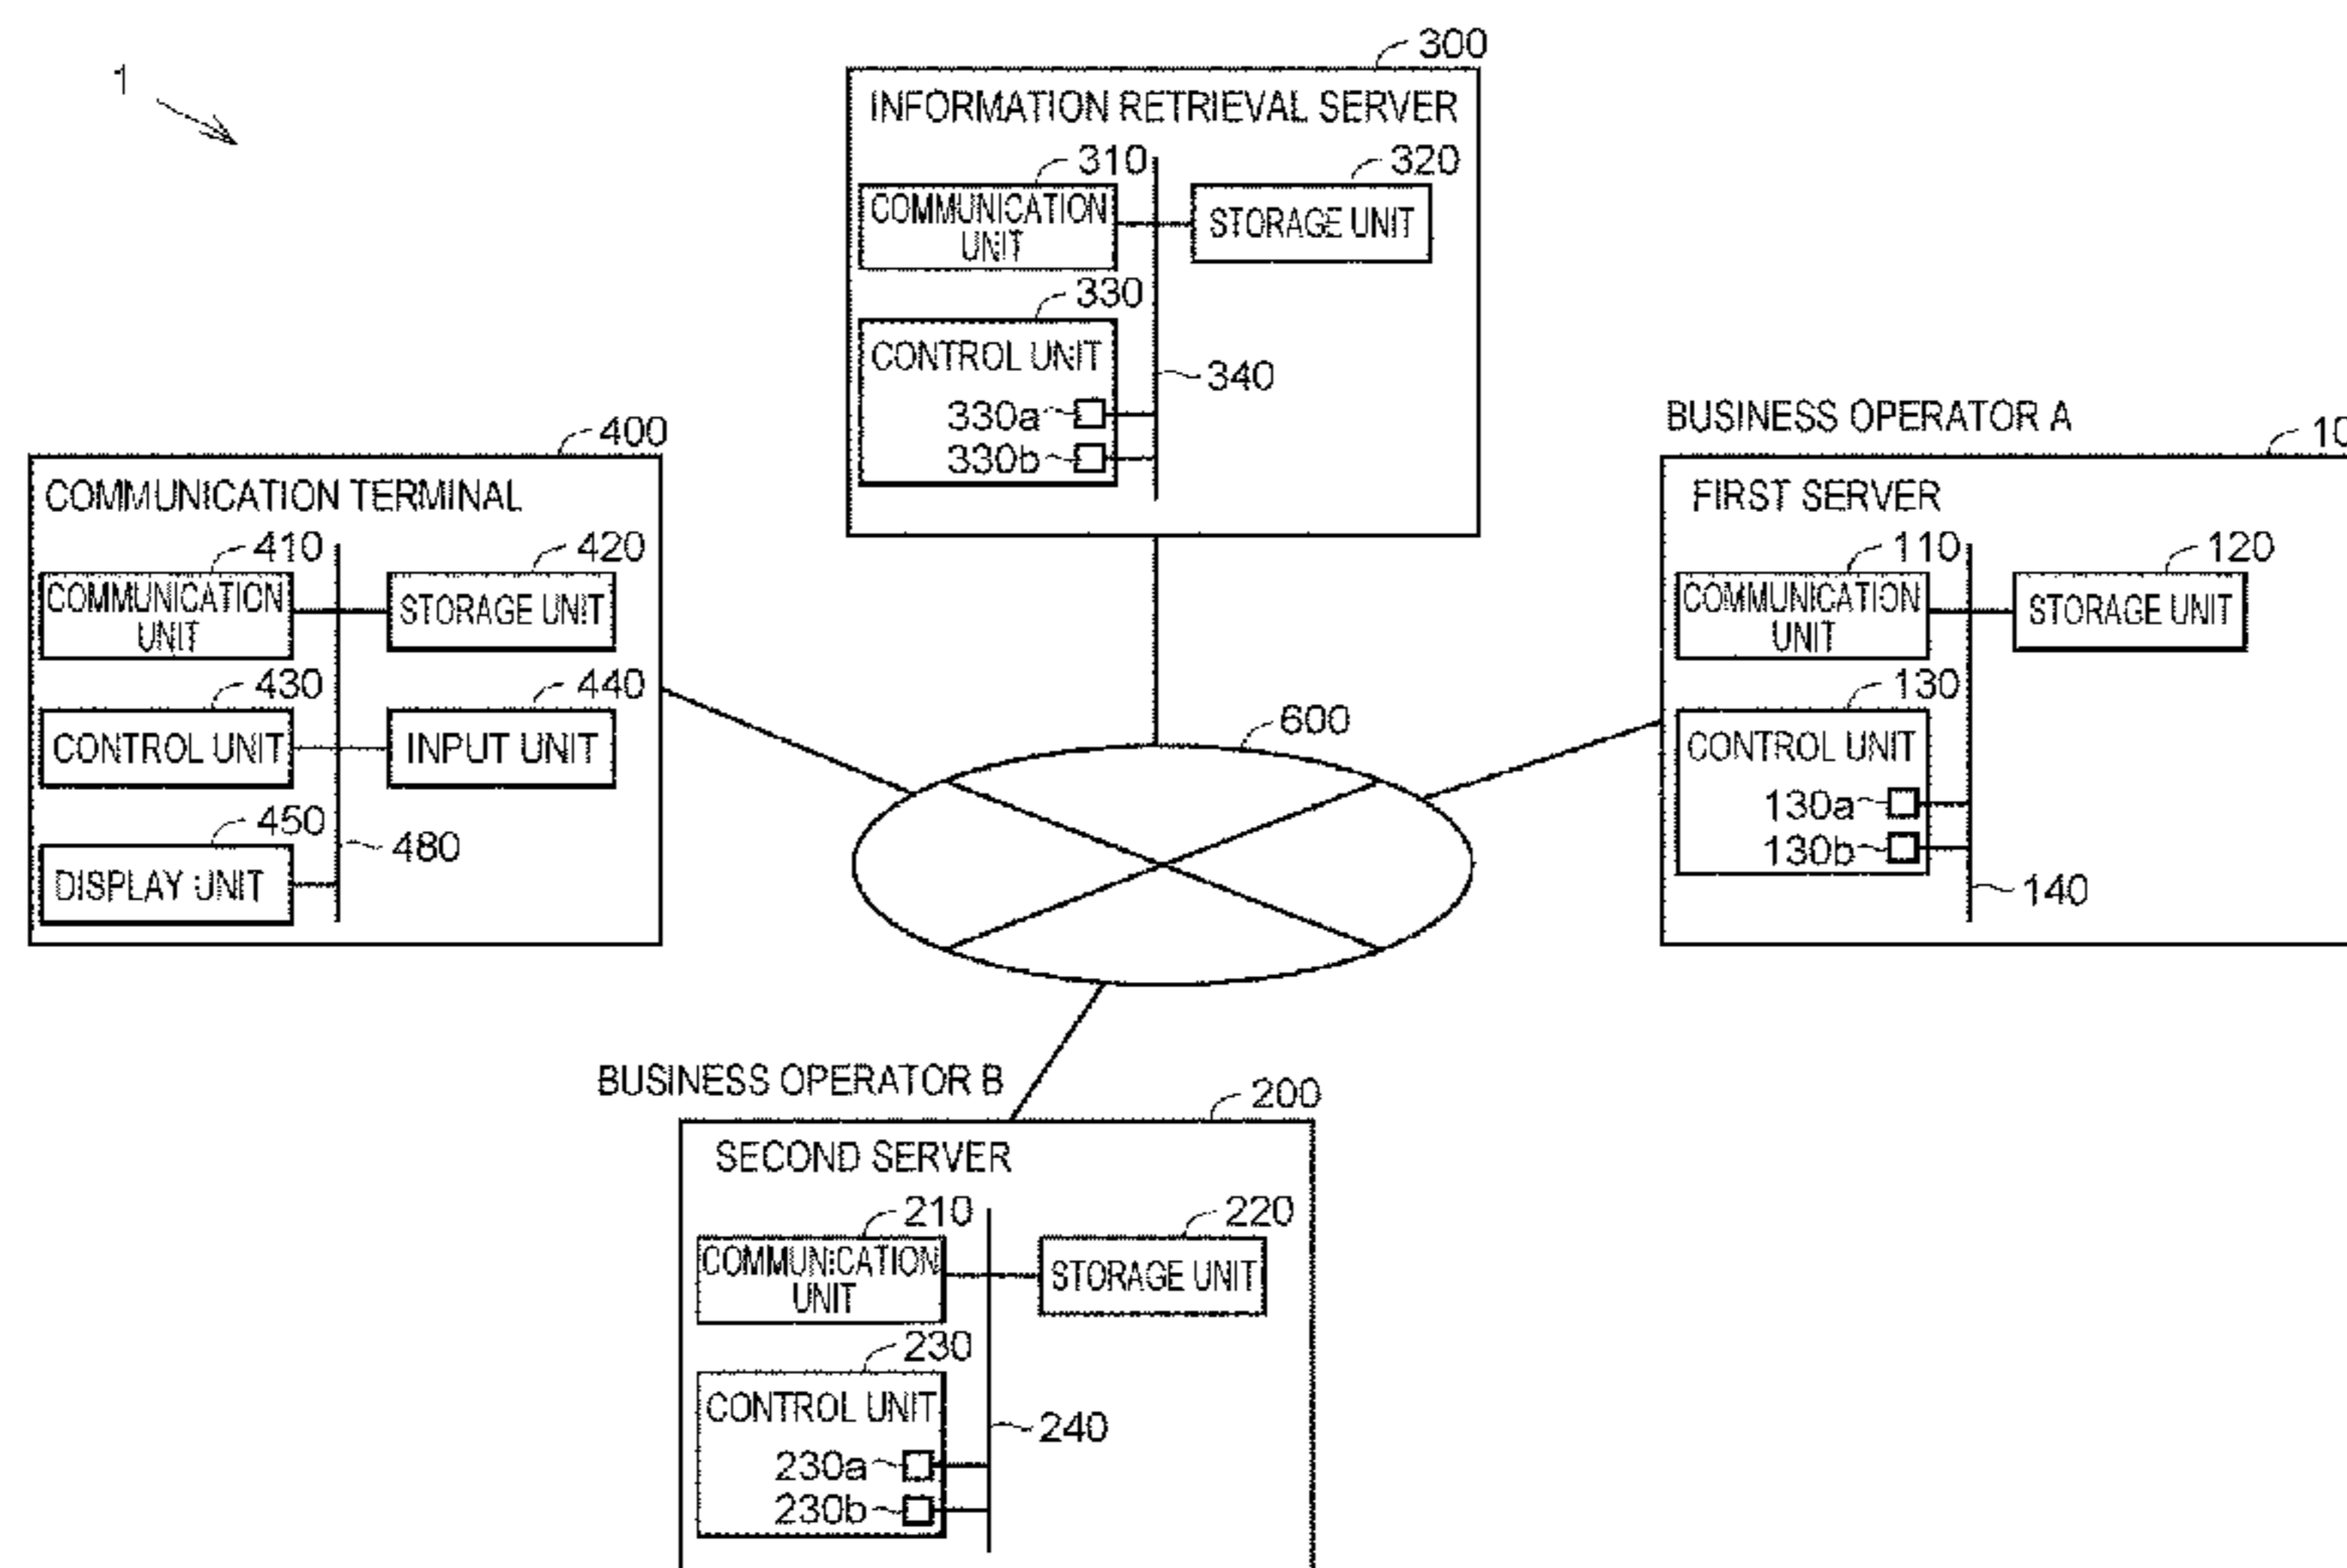 1
300
INFORMATION RETRIEVAL SERVER
310
320
COMMUNICATION
UNIT
STORAGE UNIT
330
CONTROL UNIT
340
330a
330b
400
COMMUNICATION TERMINAL
410
420
COMMUNICATION
UNIT
STORAGE UNIT
430
440
CONTROL UNIT
INPUT UNIT
450
480
DISPLAY UNIT
BUSINESS OPERATOR A
FIRST SERVER
110
120
COMMUNICATION
UNIT
STORAGE UNIT
130
CONTROL UNIT
130a
130b
140
600
BUSINESS OPERATOR B
200
SECOND SERVER
210
220
COMMUNICATION
UNIT
STORAGE UNIT
230
CONTROL UNIT
240
230a
230b